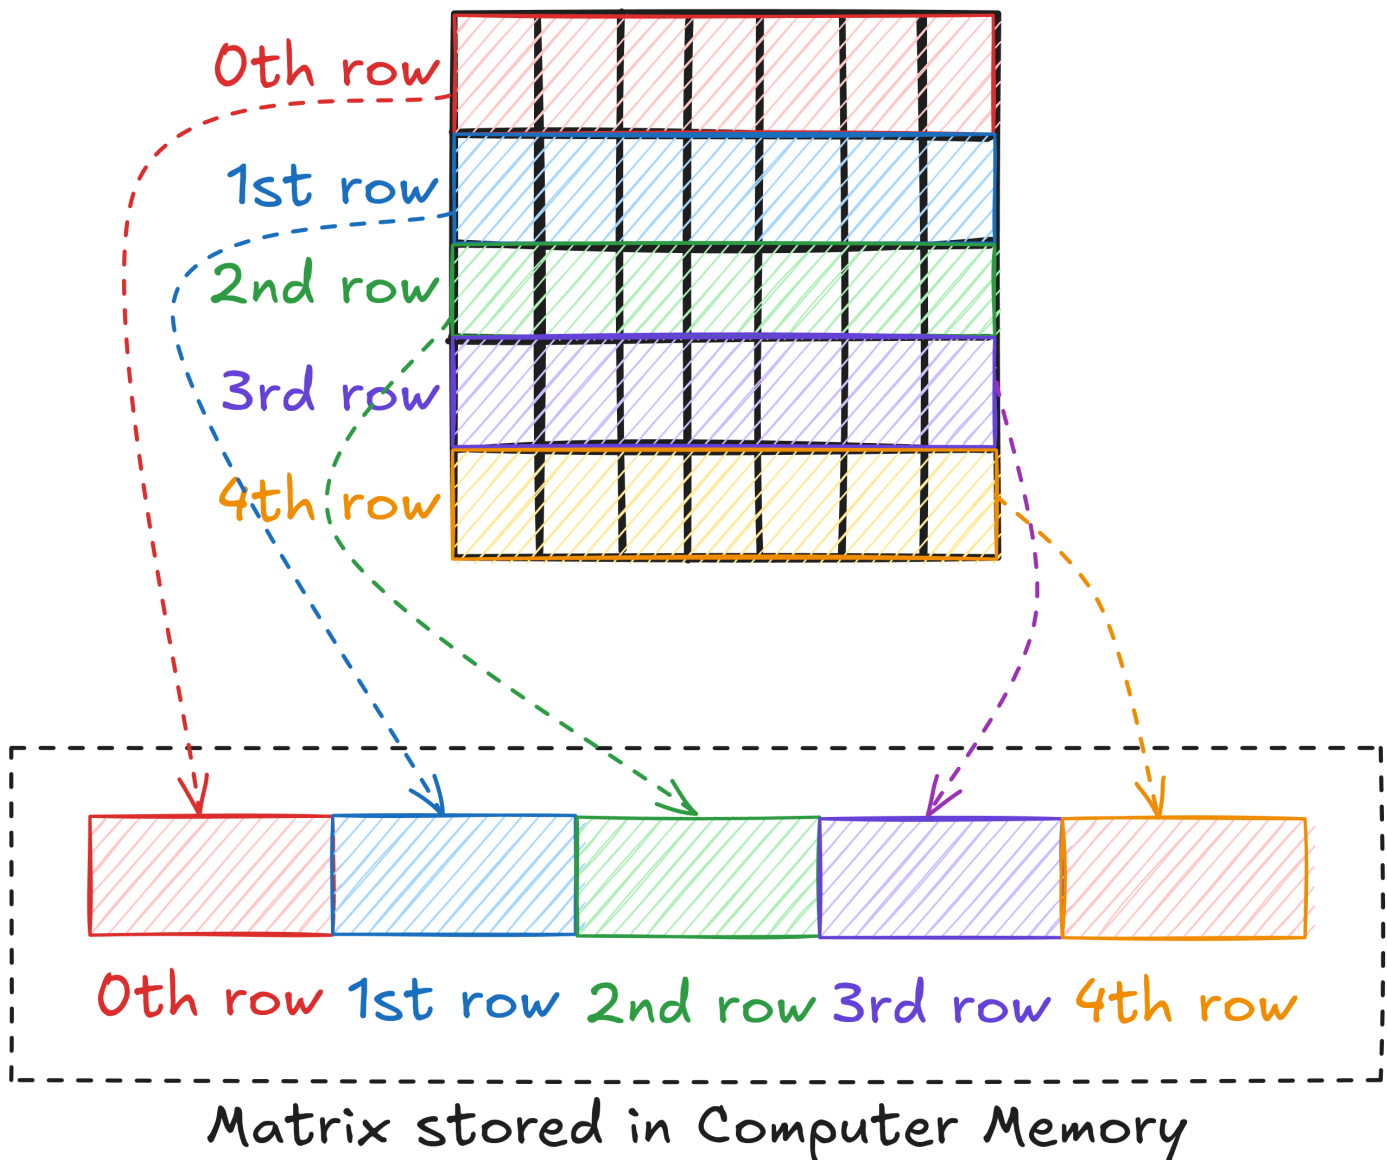 0th row
1st row
2nd row
3rd row
4th row
0th row 1st row 2nd row 3rd row 4th row
Matrix stored in Computer Memory